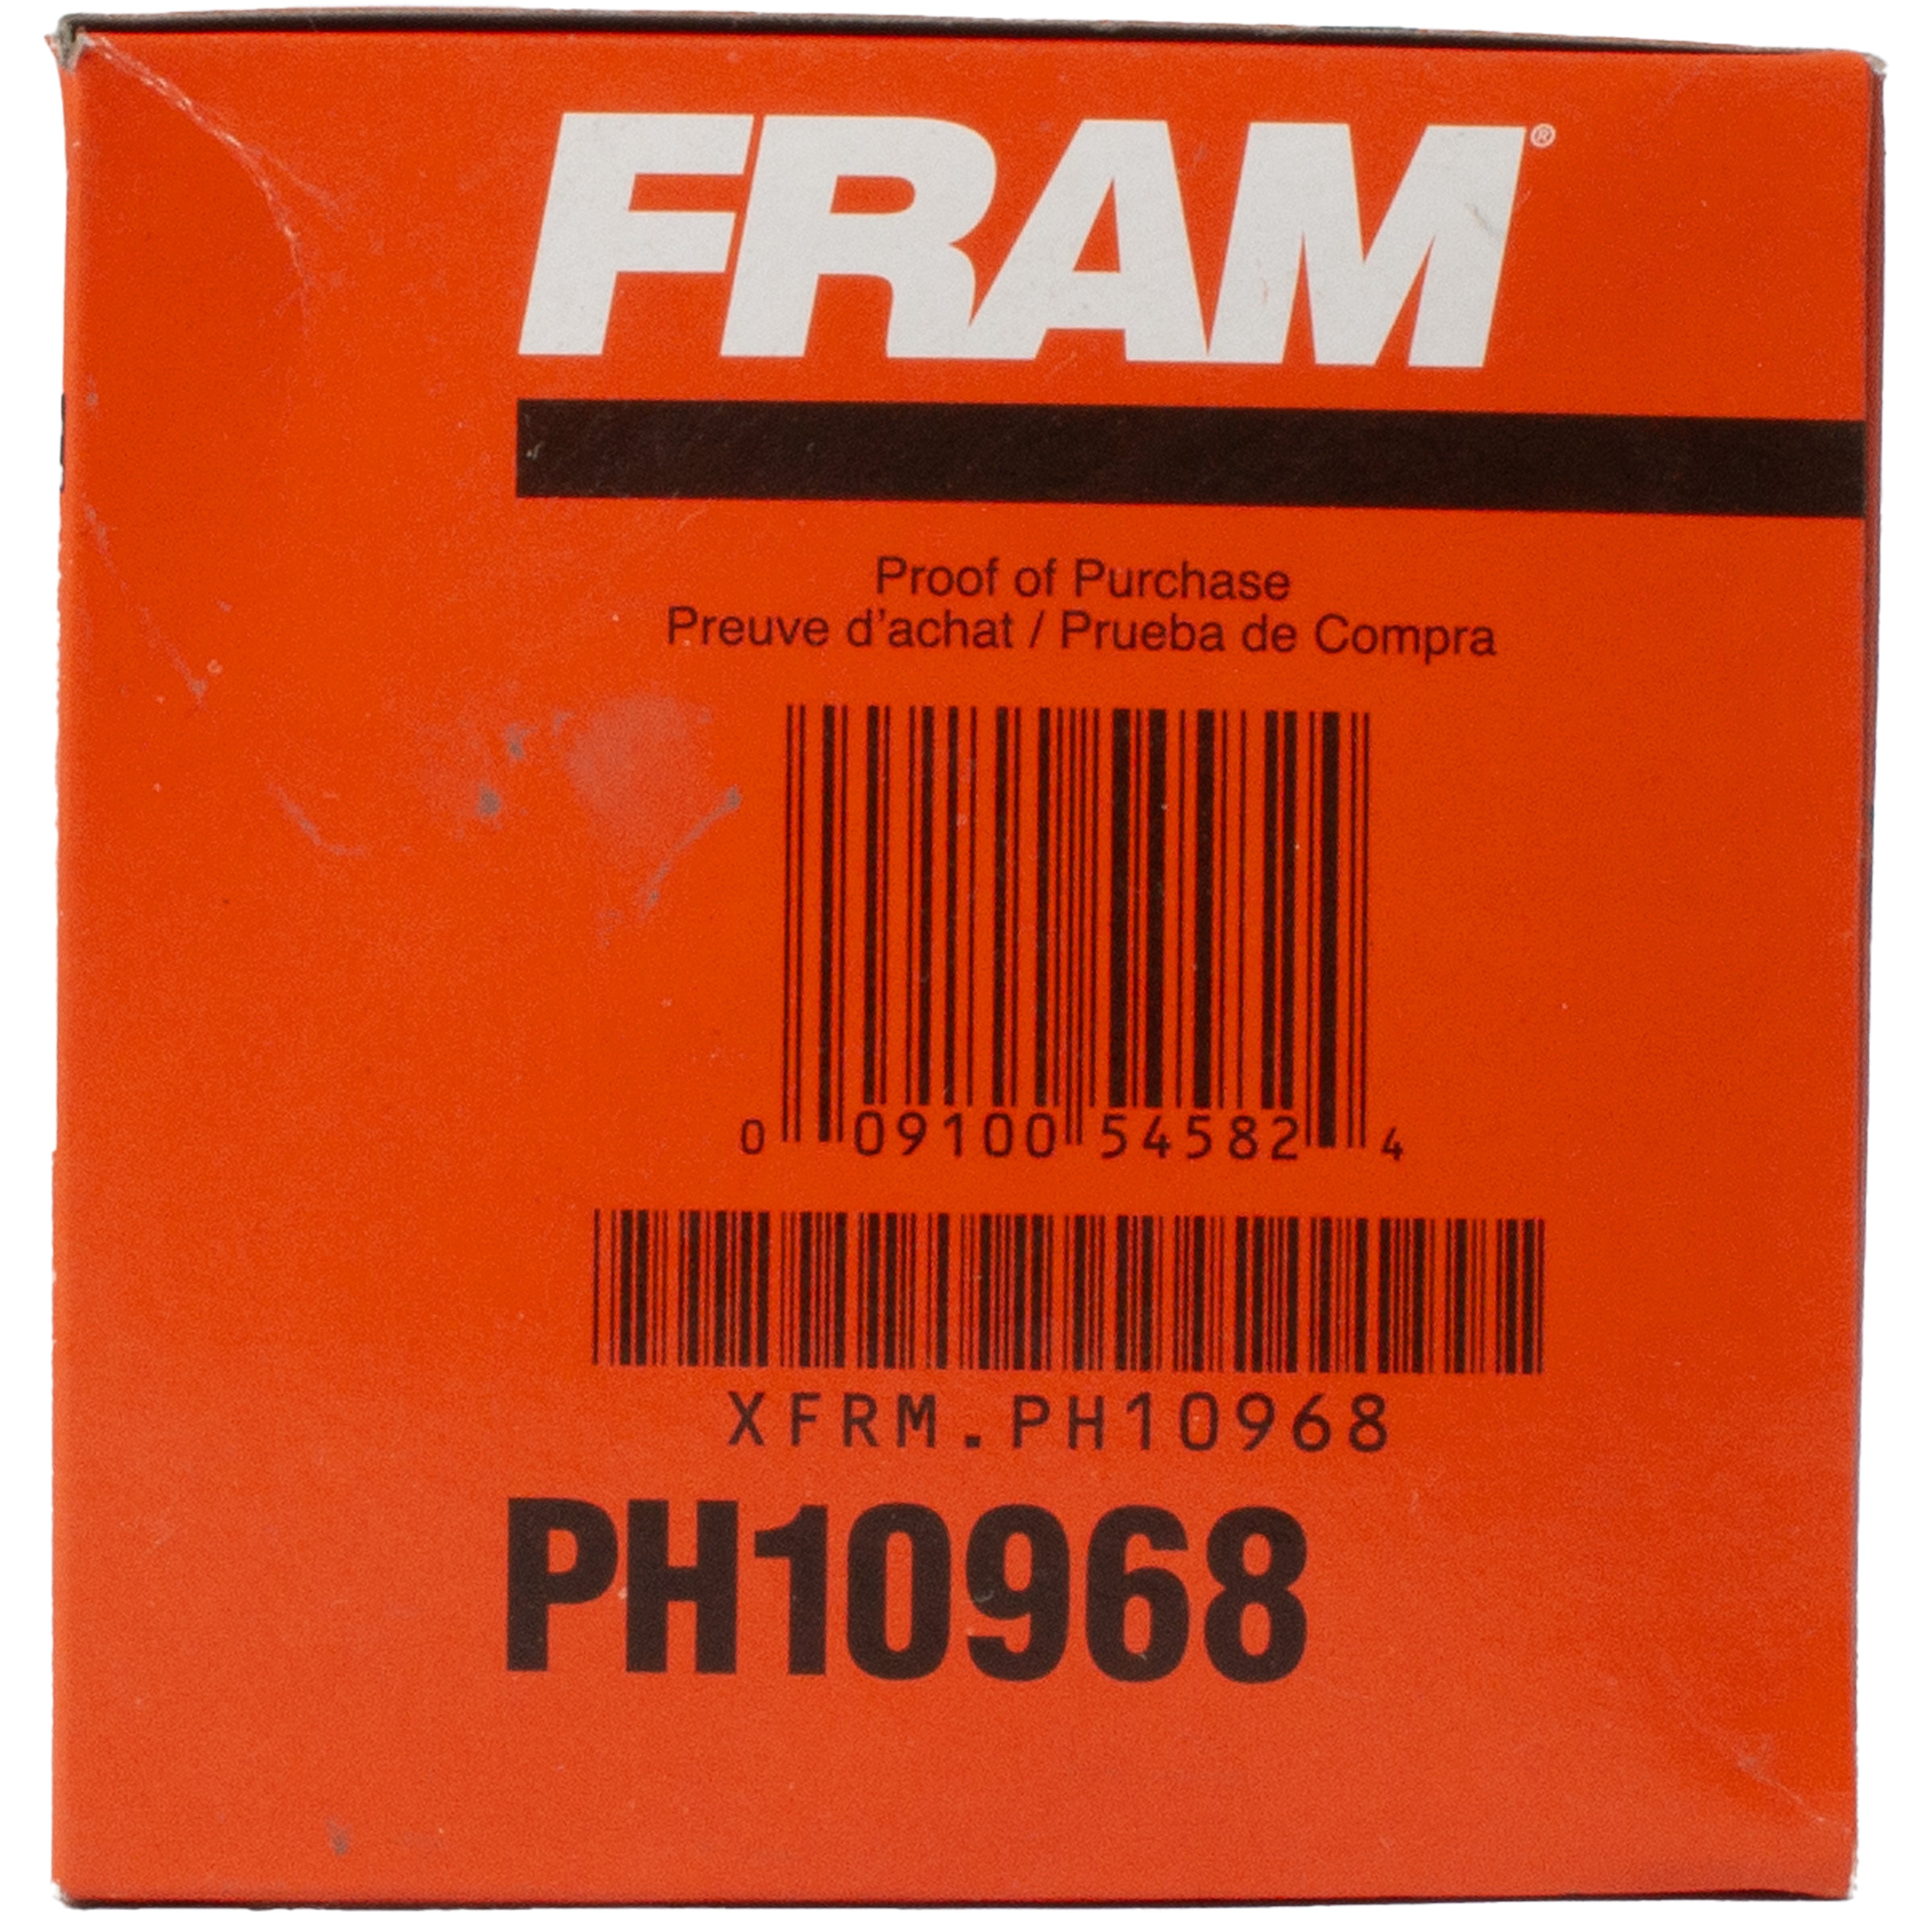 FRAM®
Proof of Purchase
Preuve d'achat / Prueba de Compra
0 09100 54582 4
XFRM.PH10968
PH10968